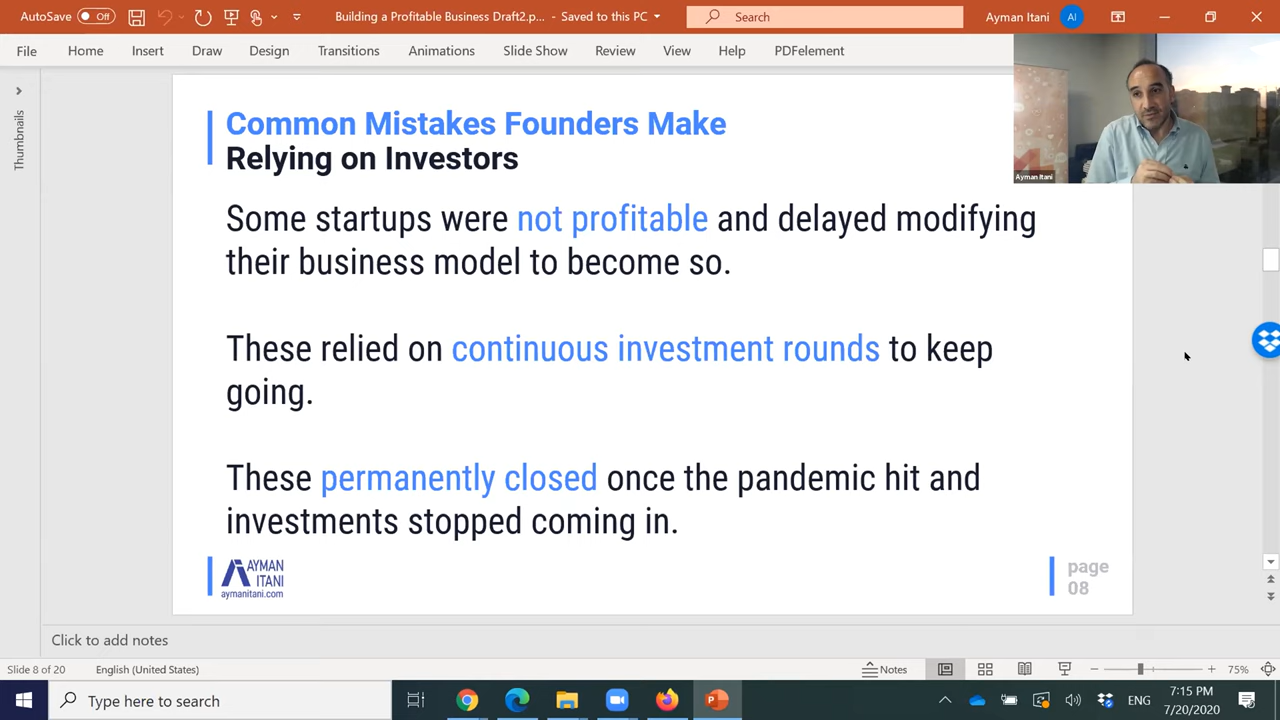 AutoSave Off Building a Profitable Business Draft2.p... - Saved to this PC Search Ayman Itani AI
File Home Insert Draw Design Transitions Animations Slide Show Review View Help PDFelement
Thumbnails
Common Mistakes Founders Make
Relying on Investors
Ayman Itani
Some startups were not profitable and delayed modifying
their business model to become so.
These relied on continuous investment rounds to keep
going.
These permanently closed once the pandemic hit and
investments stopped coming in.
AYMAN
ITANI
aymanitani.com
page
08
Click to add notes
Slide 8 of 20 English (United States) Notes 75%
Type here to search ENG 7:15 PM
7/20/2020